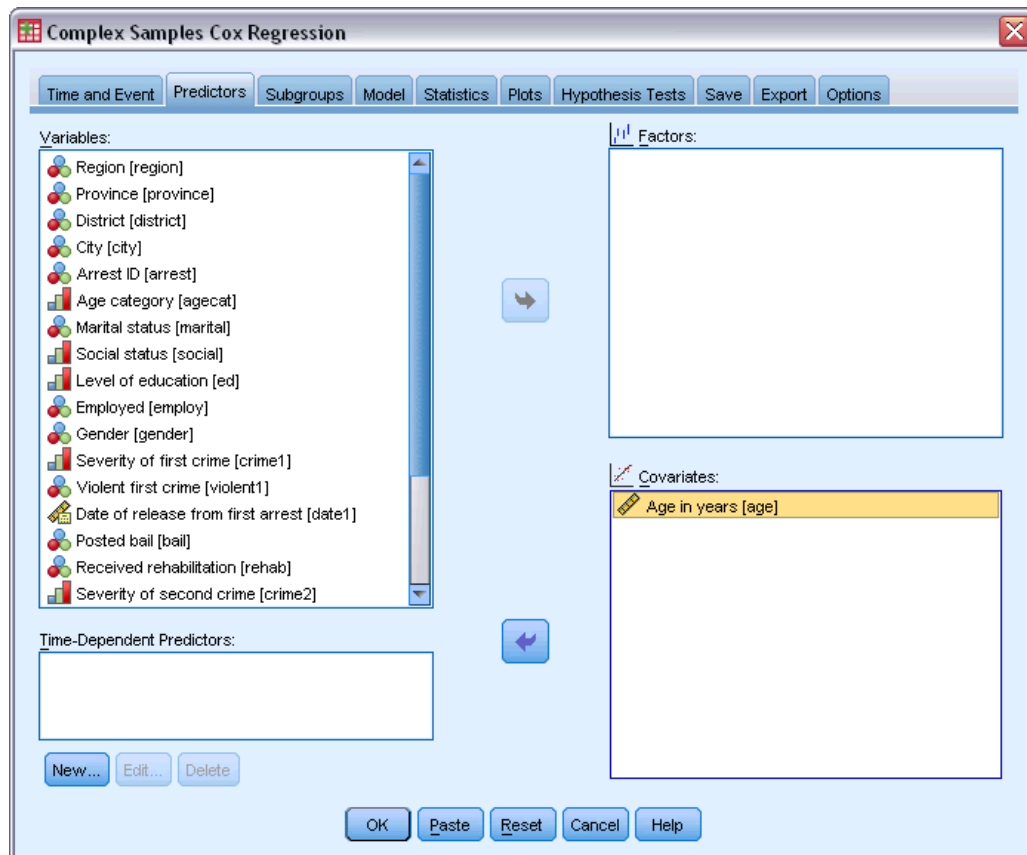 Complex Samples Cox Regression
Time and Event Predictors Subgroups Model Statistics Plots Hypothesis Tests Save Export Options
Variables:
Region [region]
Province [province]
District [district]
City [city]
Arrest ID [arrest]
Age category [agecat]
Marital status [marital]
Social status [social]
Level of education [ed]
Employed [employ]
Gender [gender]
Severity of first crime [crime1]
Violent first crime [violent1]
Date of release from first arrest [date1]
Posted bail [bail]
Received rehabilitation [rehab]
Severity of second crime [crime2]
Time-Dependent Predictors:
New... Edit... Delete
Factors:
Covariates:
Age in years [age]
OK Paste Reset Cancel Help